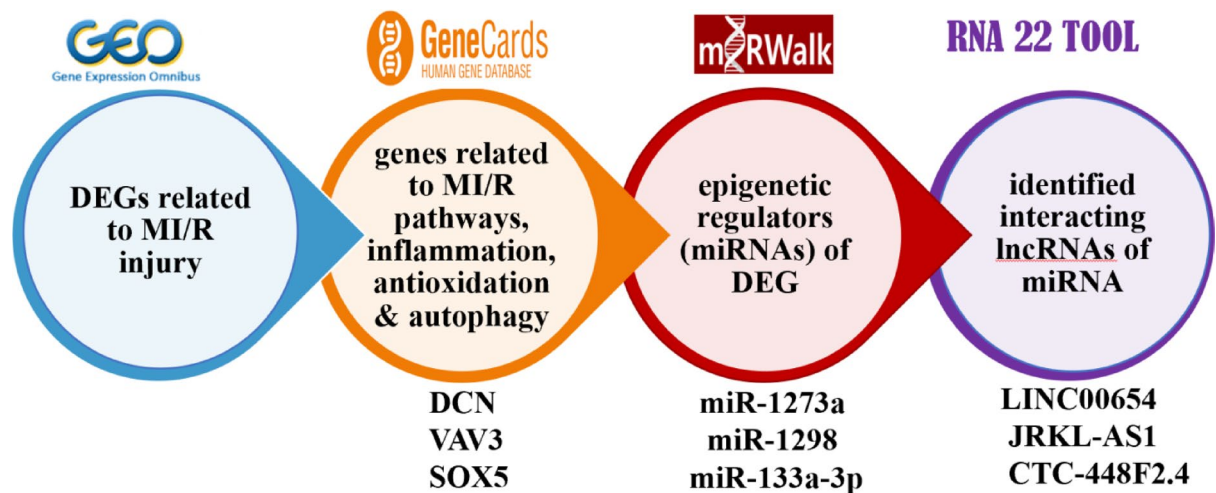 GEO
Gene Expression Omnibus
DEGs related
to MI/R
injury
GeneCards
HUMAN GENE DATABASE
genes related
to MI/R
pathways,
inflammation,
antioxidation
& autophagy
DCN
VAV3
SOX5
miRWalk
epigenetic
regulators
(miRNAs) of
DEG
miR-1273a
miR-1298
miR-133a-3p
RNA 22 TOOL
identified
interacting
lncRNAs of
miRNA
LINC00654
JRKL-AS1
CTC-448F2.4